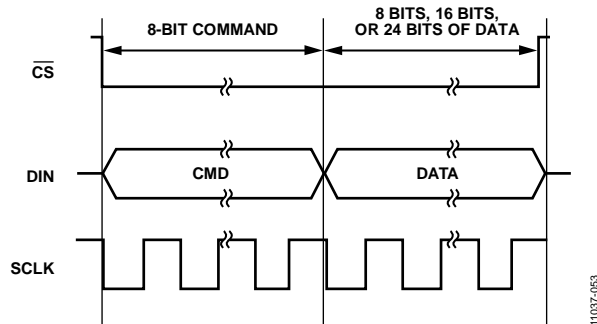 8-BIT COMMAND
8 BITS, 16 BITS,
OR 24 BITS OF DATA
CS
DIN
CMD
DATA
SCLK
11037-053